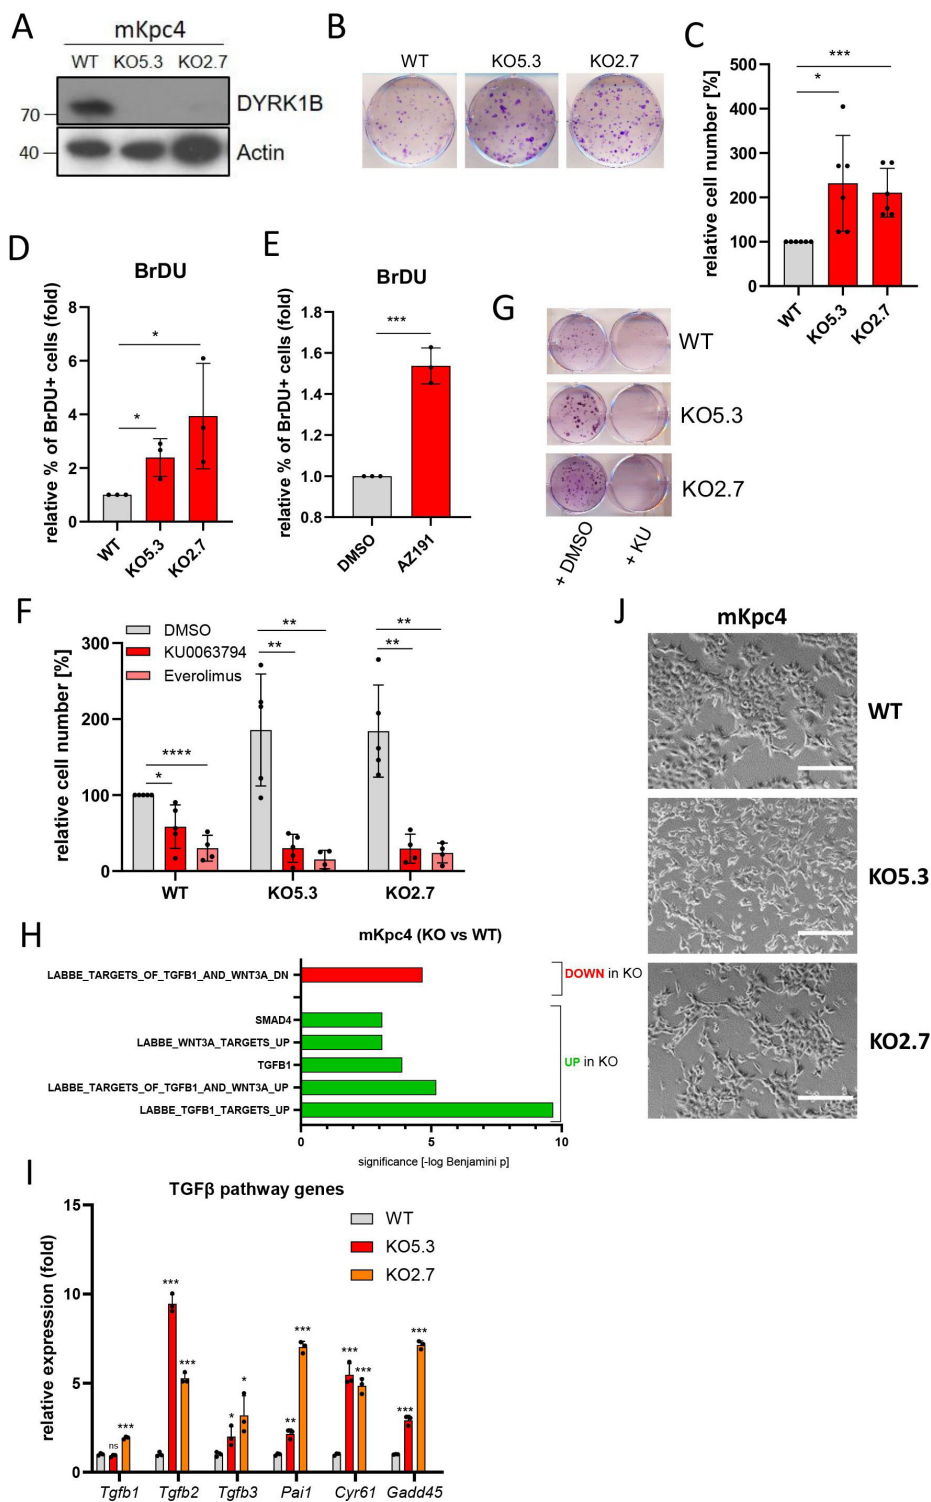 A
mKpc4
WT KO5.3 KO2.7
70
DYRK1B
40
Actin
B
WT KO5.3 KO2.7
C
relative cell number [%]
500
400
300
200
100
0
***
*
WT KO5.3 KO2.7
D
BrDU
relative % of BrDU+ cells (fold)
8
6
4
2
0
*
*
WT KO5.3 KO2.7
E
BrDU
relative % of BrDU+ cells (fold)
1.8
1.6
1.4
1.2
1.0
0.8
***
DMSO AZ191
G
WT
KO5.3
KO2.7
+ DMSO + KU
F
relative cell number [%]
300
200
100
0
DMSO
KU0063794
Everolimus
****
*
**
**
**
**
WT KO5.3 KO2.7
J
mKpc4
WT
KO5.3
KO2.7
H
mKpc4 (KO vs WT)
LABBE_TARGETS_OF_TGFB1_AND_WNT3A_DN
DOWN in KO
SMAD4
LABBE_WNT3A_TARGETS_UP
TGFB1
UP in KO
LABBE_TARGETS_OF_TGFB1_AND_WNT3A_UP
LABBE_TGFB1_TARGETS_UP
0 5 10
significance [-log Benjamini p]
I
TGFβ pathway genes
relative expression (fold)
15
10
5
0
WT
KO5.3
KO2.7
ns *** *** *** * * ** *** *** *** *** ***
Tgfb1 Tgfb2 Tgfb3 Pai1 Cyr61 Gadd45